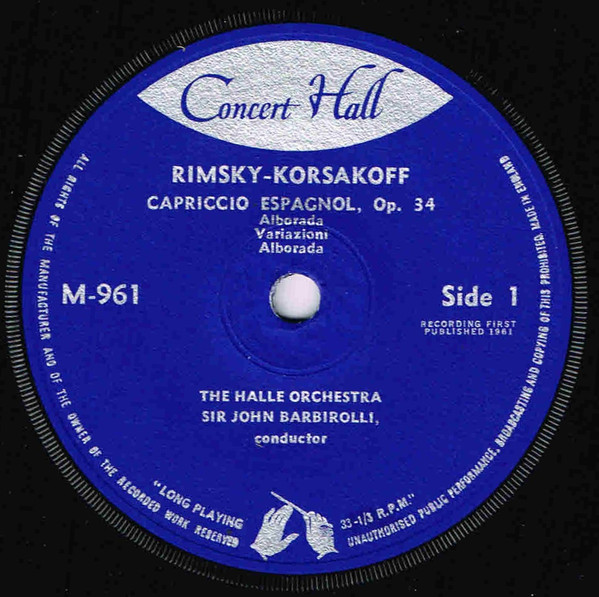 Concert Hall
RIMSKY-KORSAKOFF
CAPRICCIO ESPAGNOL, Op. 34
Alborada
Variazioni
Alborada
M-961
Side 1
RECORDING FIRST
PUBLISHED 1961
THE HALLE ORCHESTRA
SIR JOHN BARBIROLLI,
conductor
"LONG PLAYING
33-1/3 R.P.M."
ALL RIGHTS OF THE MANUFACTURER AND OF THE OWNER OF THE RECORDED WORK RESERVED
UNAUTHORISED PUBLIC PERFORMANCE, BROADCASTING AND COPYING OF THIS PROHIBITED. MADE IN ENGLAND